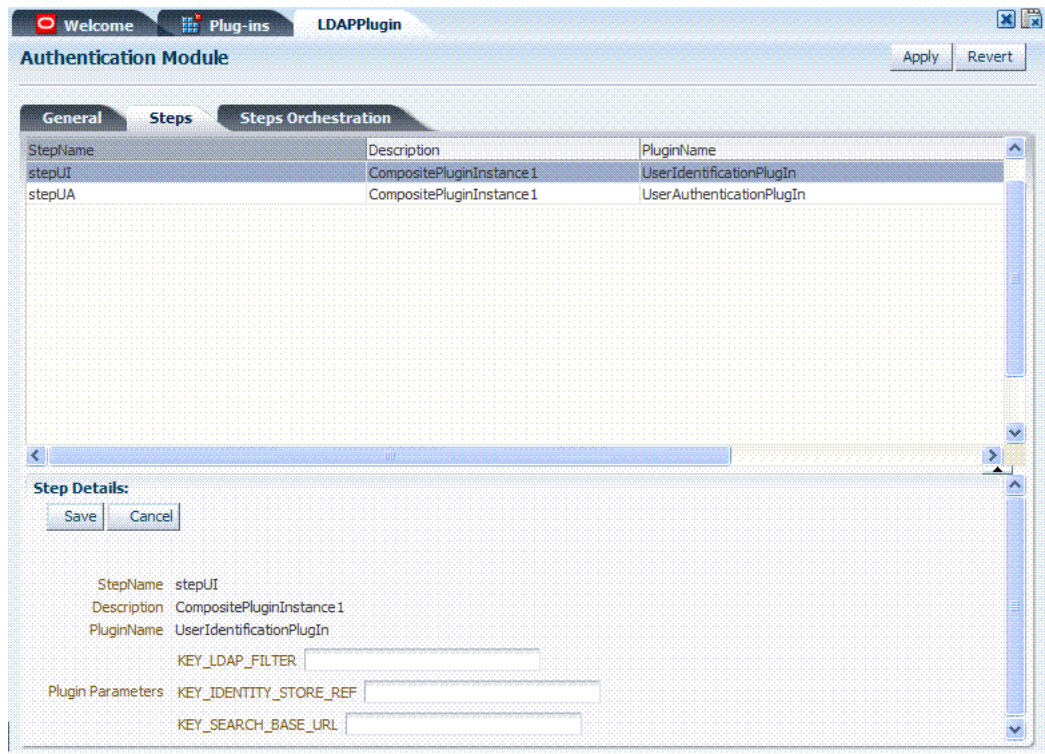 Welcome Plug-ins LDAPPlugin
Authentication Module Apply Revert
General Steps Steps Orchestration
StepName Description PluginName
stepUI CompositePluginInstance1 UserIdentificationPlugIn
stepUA CompositePluginInstance1 UserAuthenticationPlugIn
Step Details:
Save Cancel
StepName stepUI
Description CompositePluginInstance1
PluginName UserIdentificationPlugIn
KEY_LDAP_FILTER
Plugin Parameters KEY_IDENTITY_STORE_REF
KEY_SEARCH_BASE_URL